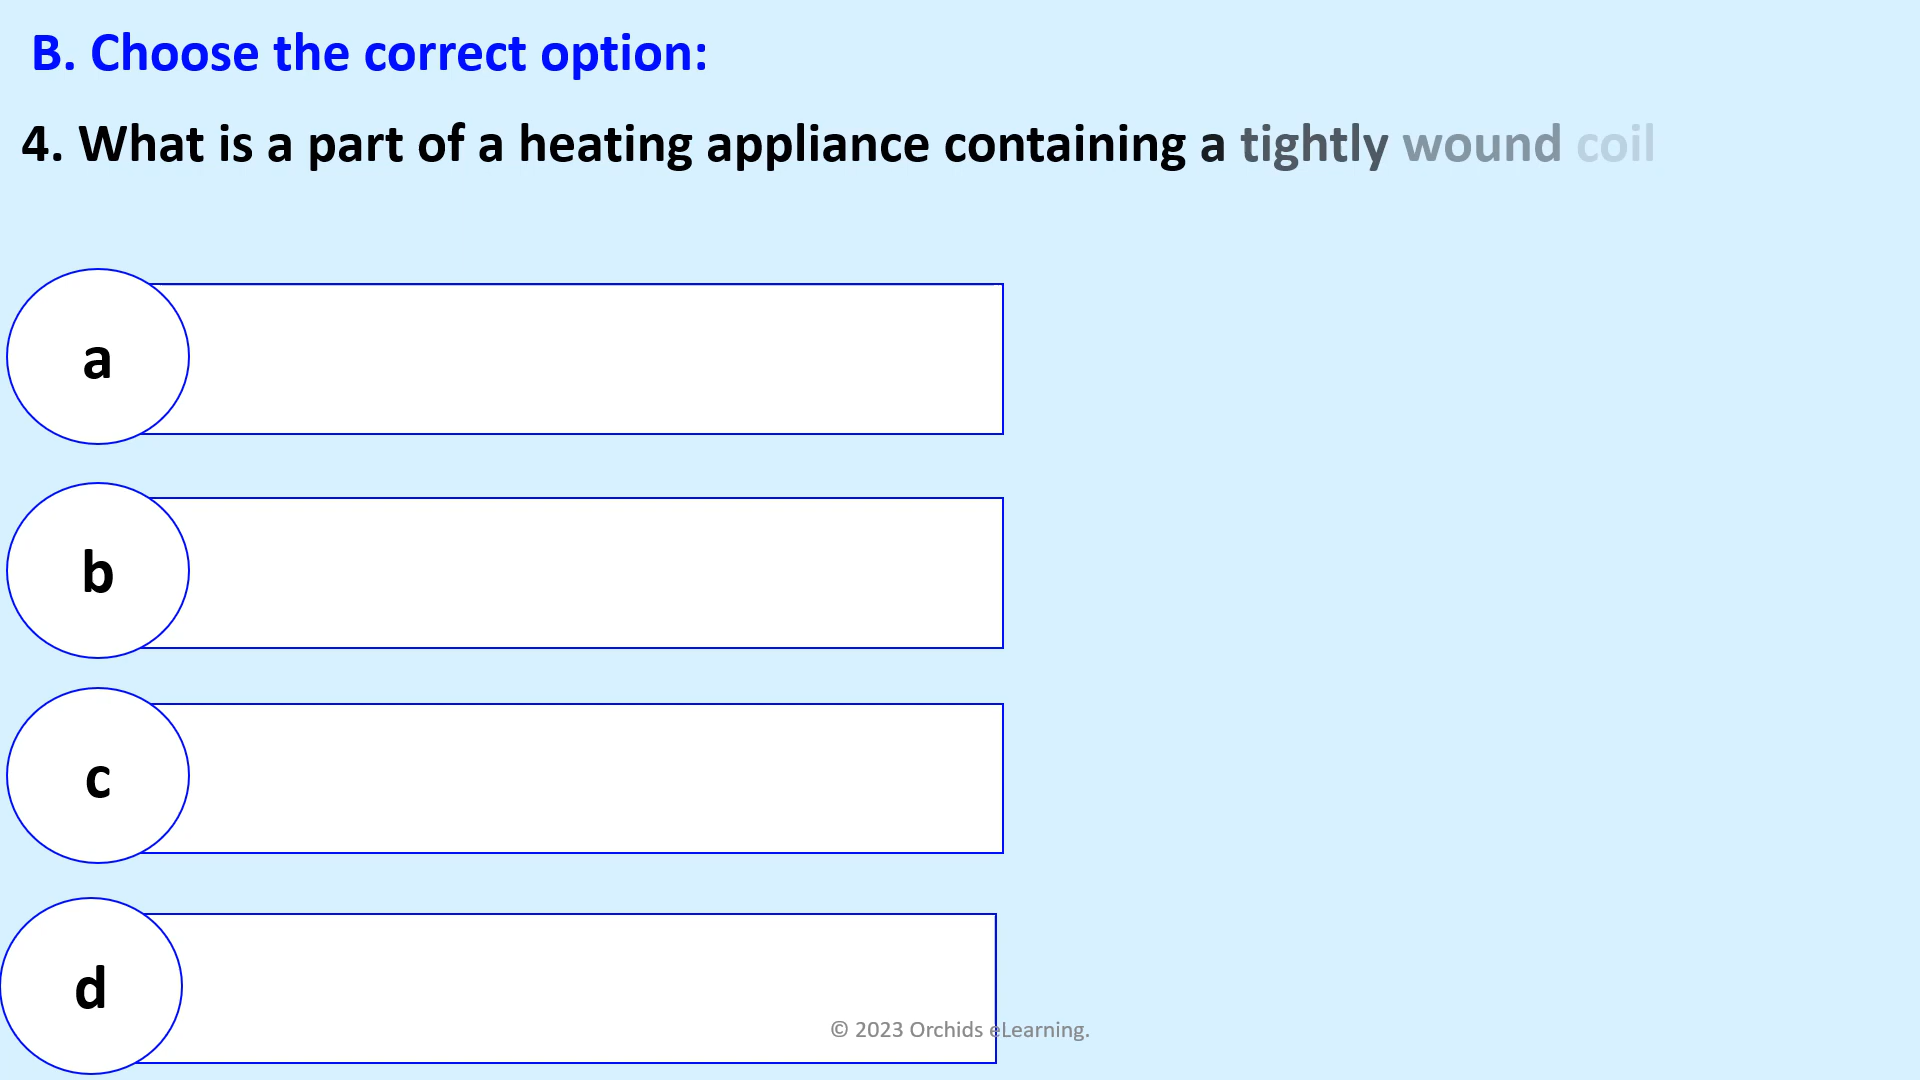 B. Choose the correct option:
4. What is a part of a heating appliance containing a tightly wound coil
a
b
c
d
© 2023 Orchids eLearning.